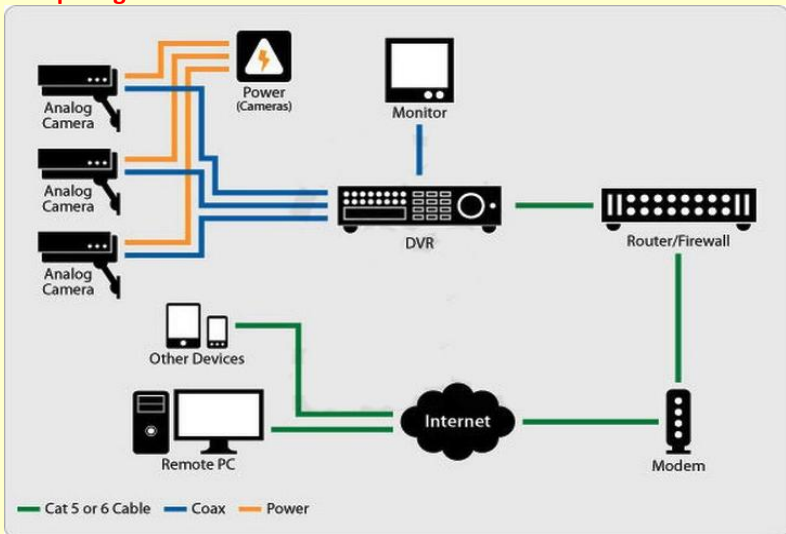 Power
(Cameras)
Analog
Camera
Monitor
Analog
Camera
DVR
Router/Firewall
Analog
Camera
Other Devices
Internet
Remote PC
Modem
Cat 5 or 6 Cable
Coax
Power